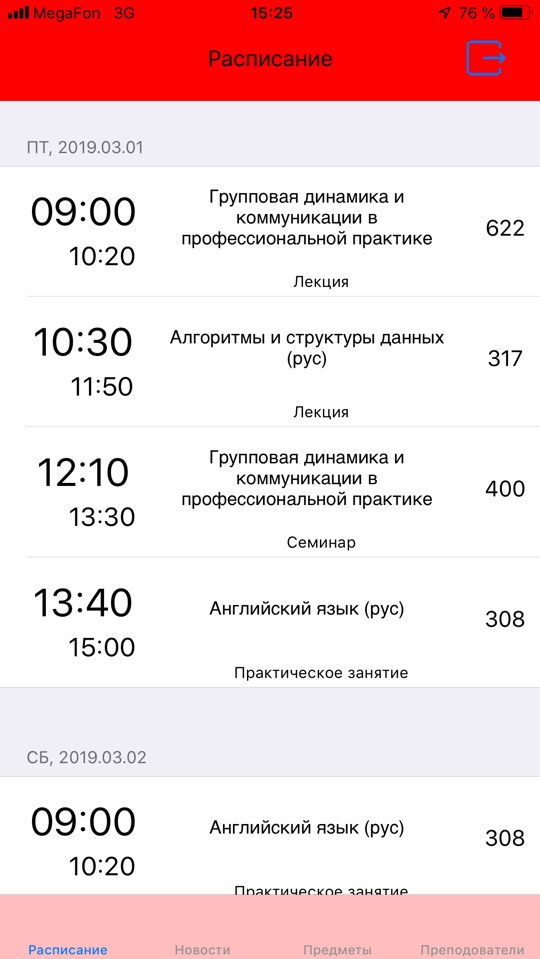 MegaFon 3G 15:25 76 %
Расписание
ПТ, 2019.03.01
09:00
10:20
Групповая динамика и
коммуникации в
профессиональной практике
Лекция
622
10:30
11:50
Алгоритмы и структуры данных
(рус)
Лекция
317
12:10
13:30
Групповая динамика и
коммуникации в
профессиональной практике
Семинар
400
13:40
15:00
Английский язык (рус)
Практическое занятие
308
СБ, 2019.03.02
09:00
10:20
Английский язык (рус)
Практическое занятие
308
Расписание Новости Предметы Преподователи